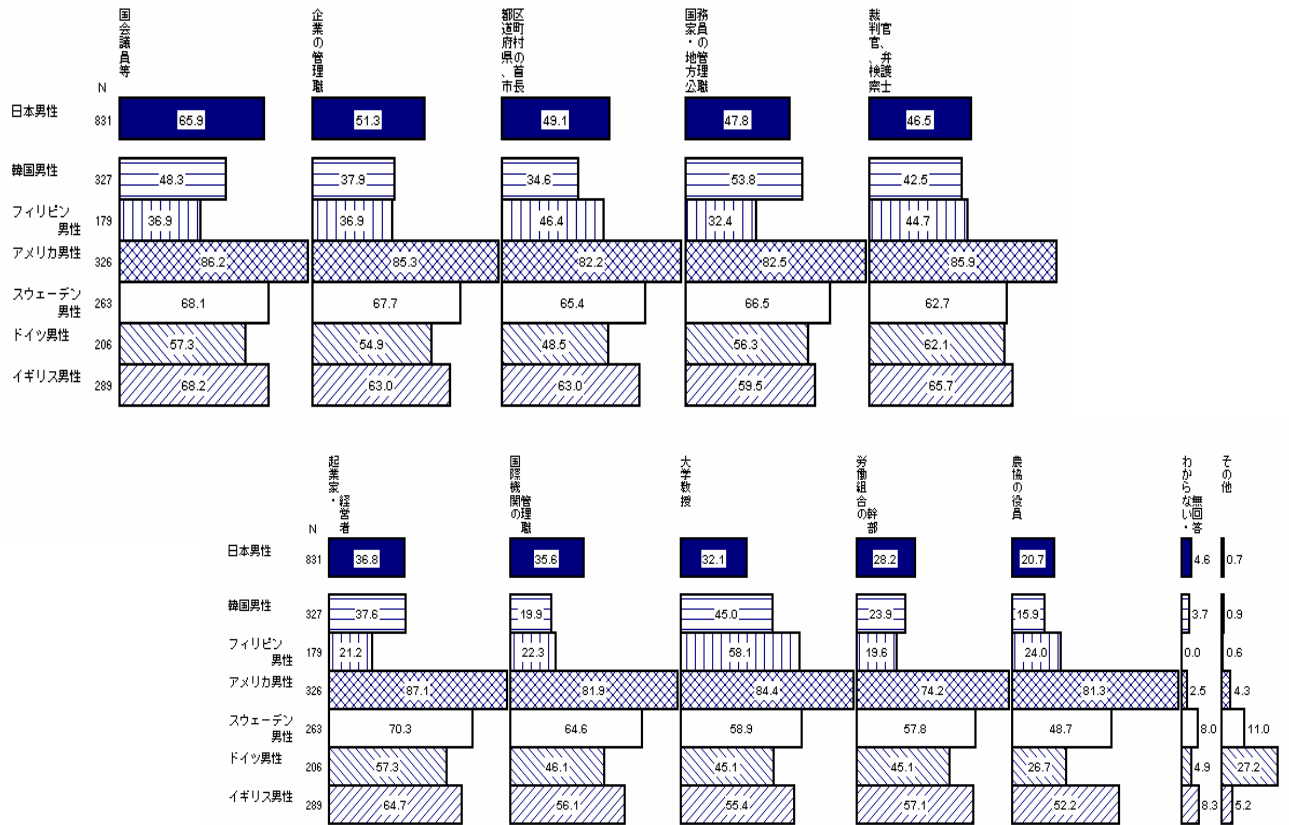 国会議員等
企業の管理職
都道府県、市
区町村の首長
国家・地方公
務員の管理職
裁判官、検察
官、弁護士
N
日本男性 831 65.9 51.3 49.1 47.8 46.5
韓国男性 327 48.3 37.9 34.6 53.8 42.5
フィリピン
男性 179 36.9 36.9 46.4 32.4 44.7
アメリカ男性 326 86.2 85.3 82.2 82.5 85.9
スウェーデン
男性 263 68.1 67.7 65.4 66.5 62.7
ドイツ男性 206 57.3 54.9 48.5 56.3 62.1
イギリス男性 289 68.2 63.0 63.0 59.5 65.7
起業家・
経営者
国際機関の
管理職
大学教授
労働組合の
幹部
農協の役員
わからない・
無回答
その他
N
日本男性 831 36.8 35.6 32.1 28.2 20.7 4.6 0.7
韓国男性 327 37.6 19.9 45.0 23.9 15.9 3.7 0.9
フィリピン
男性 179 21.2 22.3 58.1 19.6 24.0 0.0 0.6
アメリカ男性 326 87.1 81.9 84.4 74.2 81.3 2.5 4.3
スウェーデン
男性 263 70.3 64.6 58.9 57.8 48.7 8.0 11.0
ドイツ男性 206 57.3 46.1 45.1 45.1 26.7 4.9 27.2
イギリス男性 289 64.7 56.1 55.4 57.1 52.2 8.3 5.2